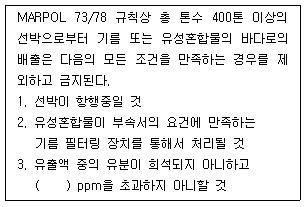 MARPOL 73/78 규칙상 총 톤수 400톤 이상의
선박으로부터 기름 또는 유성혼합물의 바다로의
배출은 다음의 모든 조건을 만족하는 경우를 제
외하고 금지된다.
1. 선박이 항행중일 것
2. 유성혼합물이 부속서의 요건에 만족하는
기름 필터링 장치를 통해서 처리될 것
3. 유출액 중의 유분이 희석되지 아니하고
(    ) ppm을 초과하지 아니할 것